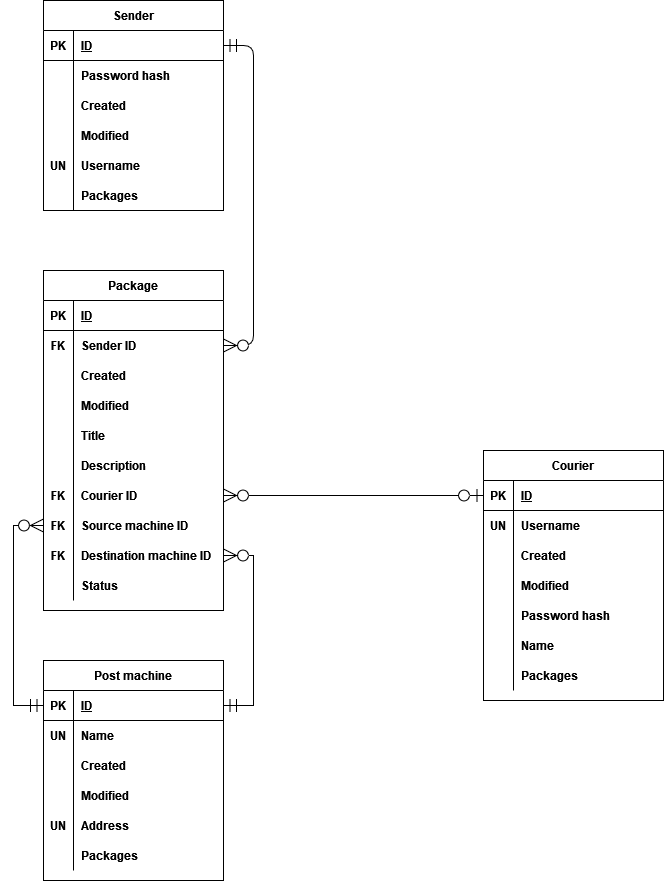 Sender
PK ID
Password hash
Created
Modified
UN Username
Packages
Package
PK ID
FK Sender ID
Created
Modified
Title
Description
FK Courier ID
FK Source machine ID
FK Destination machine ID
Status
Courier
PK ID
UN Username
Created
Modified
Password hash
Name
Packages
Post machine
PK ID
UN Name
Created
Modified
UN Address
Packages